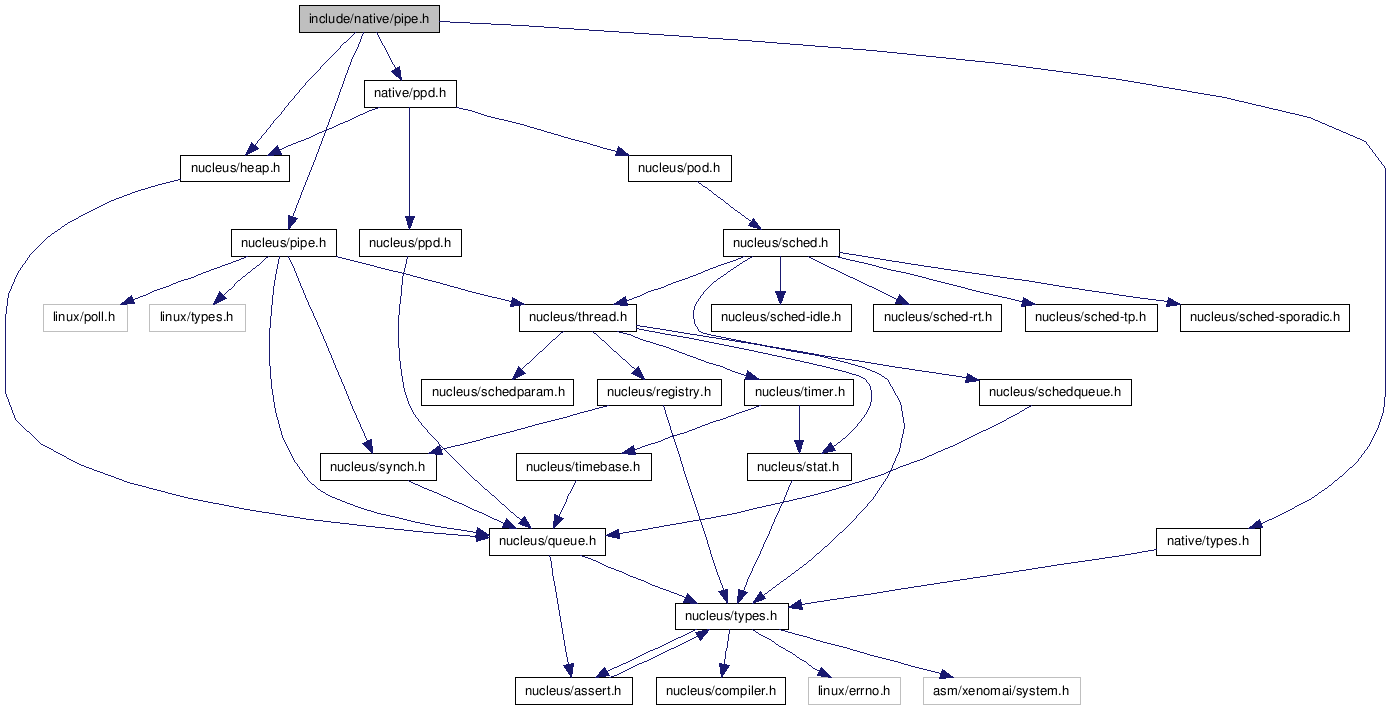 include/native/pipe.h
native/ppd.h
nucleus/heap.h
nucleus/pod.h
nucleus/pipe.h
nucleus/ppd.h
nucleus/sched.h
linux/poll.h
linux/types.h
nucleus/thread.h
nucleus/sched-idle.h
nucleus/sched-rt.h
nucleus/sched-tp.h
nucleus/sched-sporadic.h
nucleus/schedparam.h
nucleus/registry.h
nucleus/timer.h
nucleus/schedqueue.h
nucleus/synch.h
nucleus/timebase.h
nucleus/stat.h
nucleus/queue.h
native/types.h
nucleus/types.h
nucleus/assert.h
nucleus/compiler.h
linux/errno.h
asm/xenomai/system.h